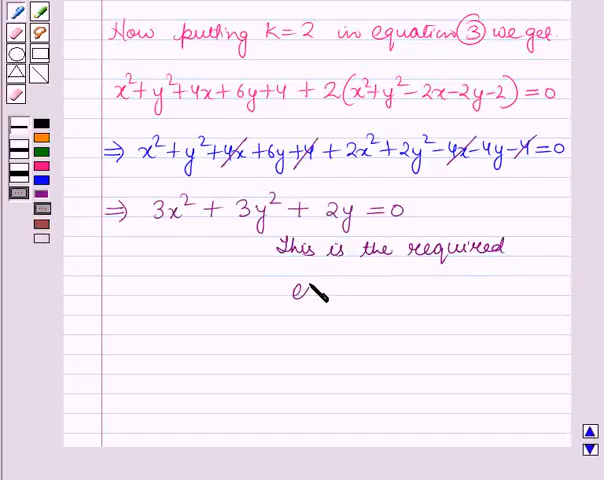 Now putting k=2 in equation ③ we get.
x²+y²+4x+6y+4 + 2(x²+y²-2x-2y-2)=0
⇒ x²+y²+4x+6y+4 + 2x²+2y²-4x-4y-4=0
⇒ 3x² + 3y² + 2y =0
This is the required
e